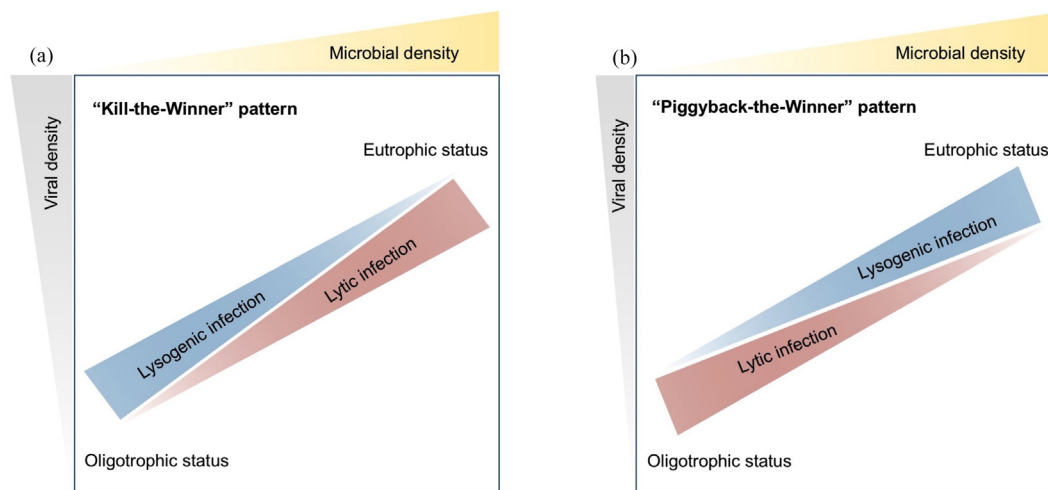 (a)
Microbial density
Viral density
“Kill-the-Winner” pattern
Eutrophic status
Lysogenic infection
Lytic infection
Oligotrophic status
(b)
Microbial density
Viral density
“Piggyback-the-Winner” pattern
Eutrophic status
Lysogenic infection
Lytic infection
Oligotrophic status